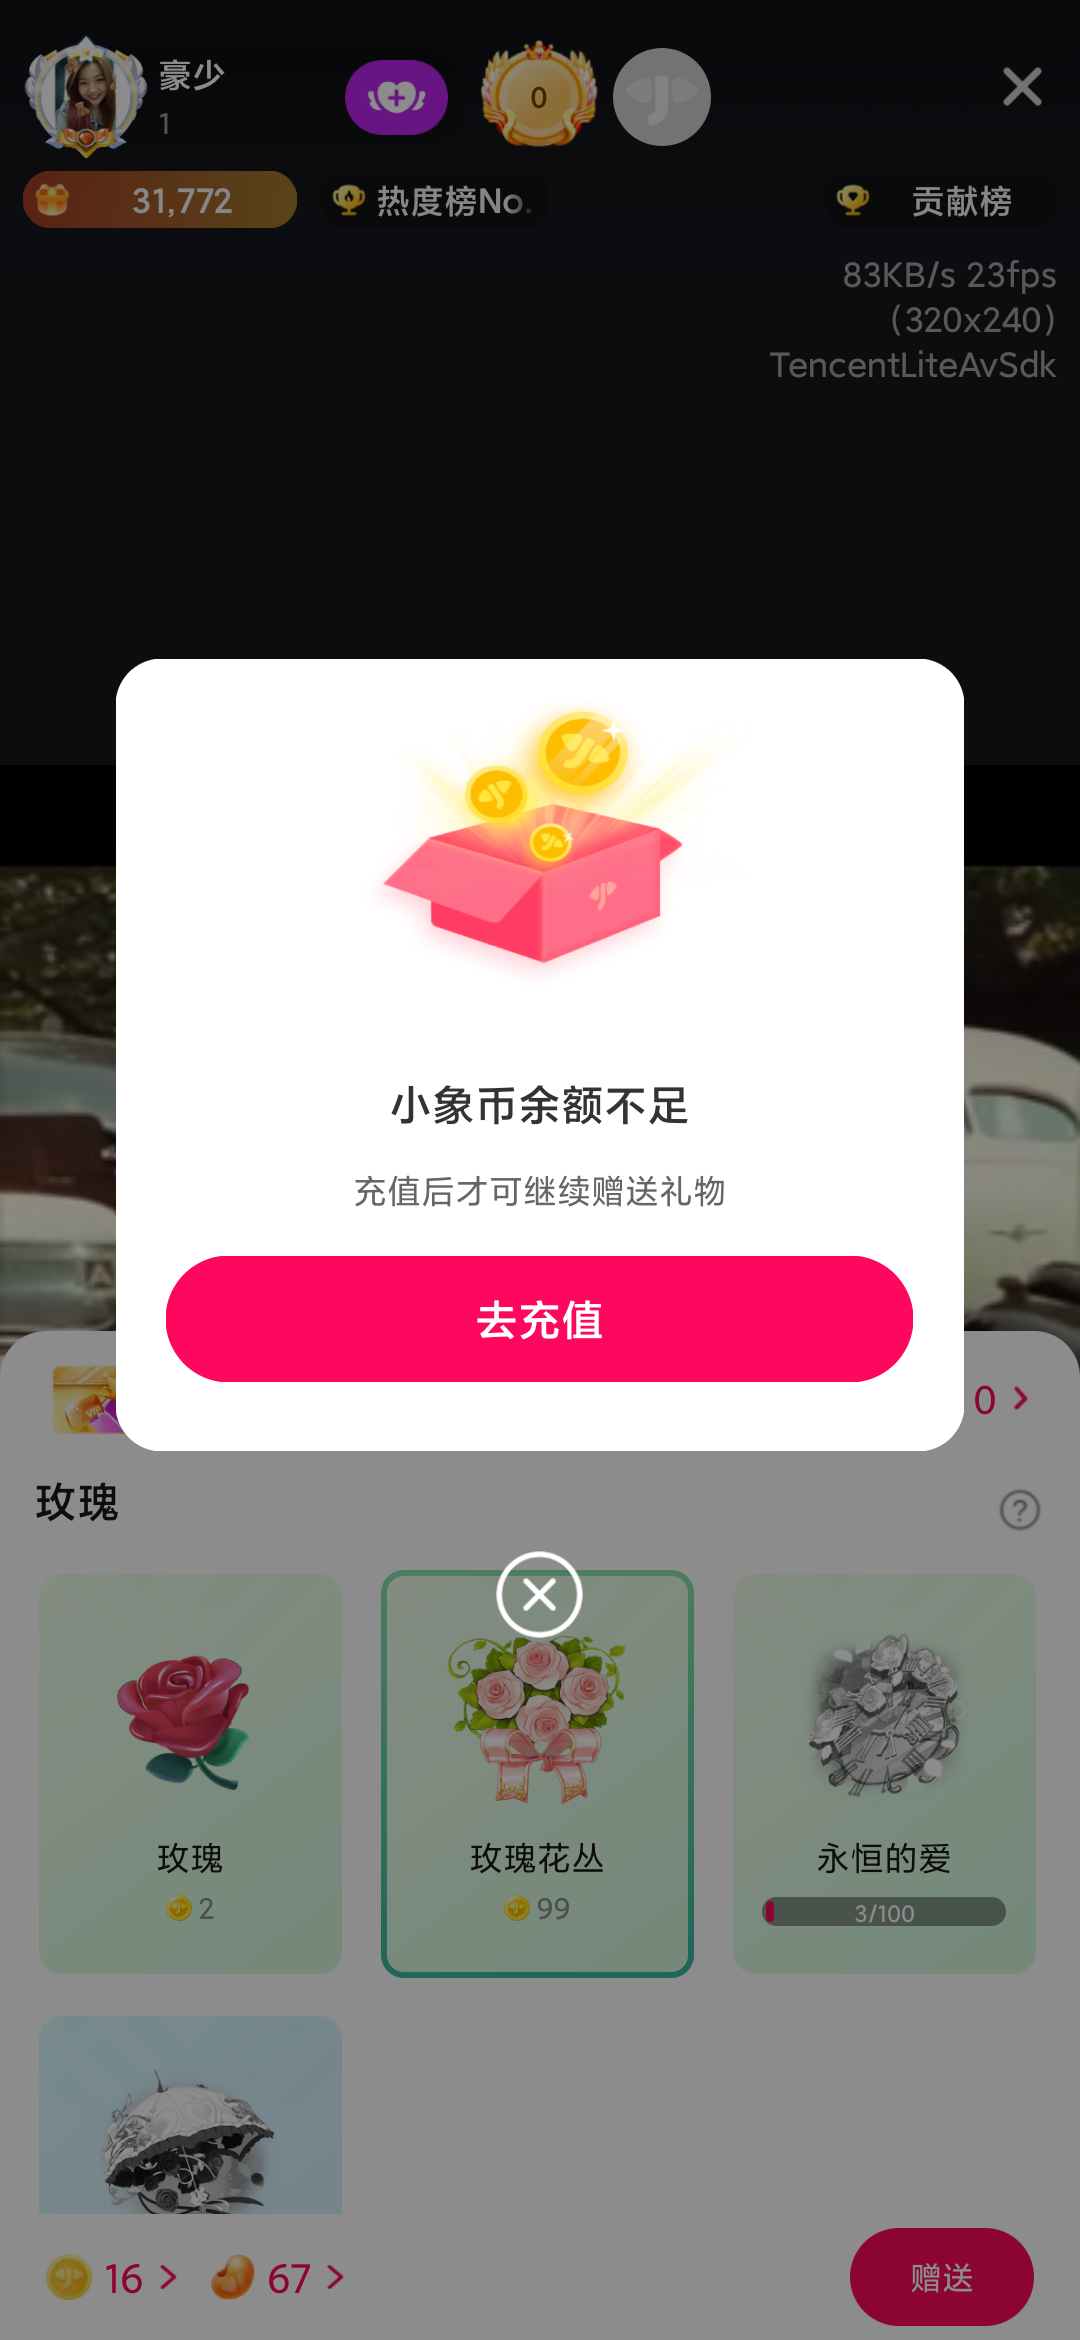 豪少
1
0
31,772
热度榜No.
贡献榜
83KB/s 23fps
(320x240)
TencentLiteAvSdk
小象币余额不足
充值后才可继续赠送礼物
去充值
VIP
0
玫瑰
?
玫瑰
2
玫瑰花丛
99
永恒的爱
3/100
16
67
赠送